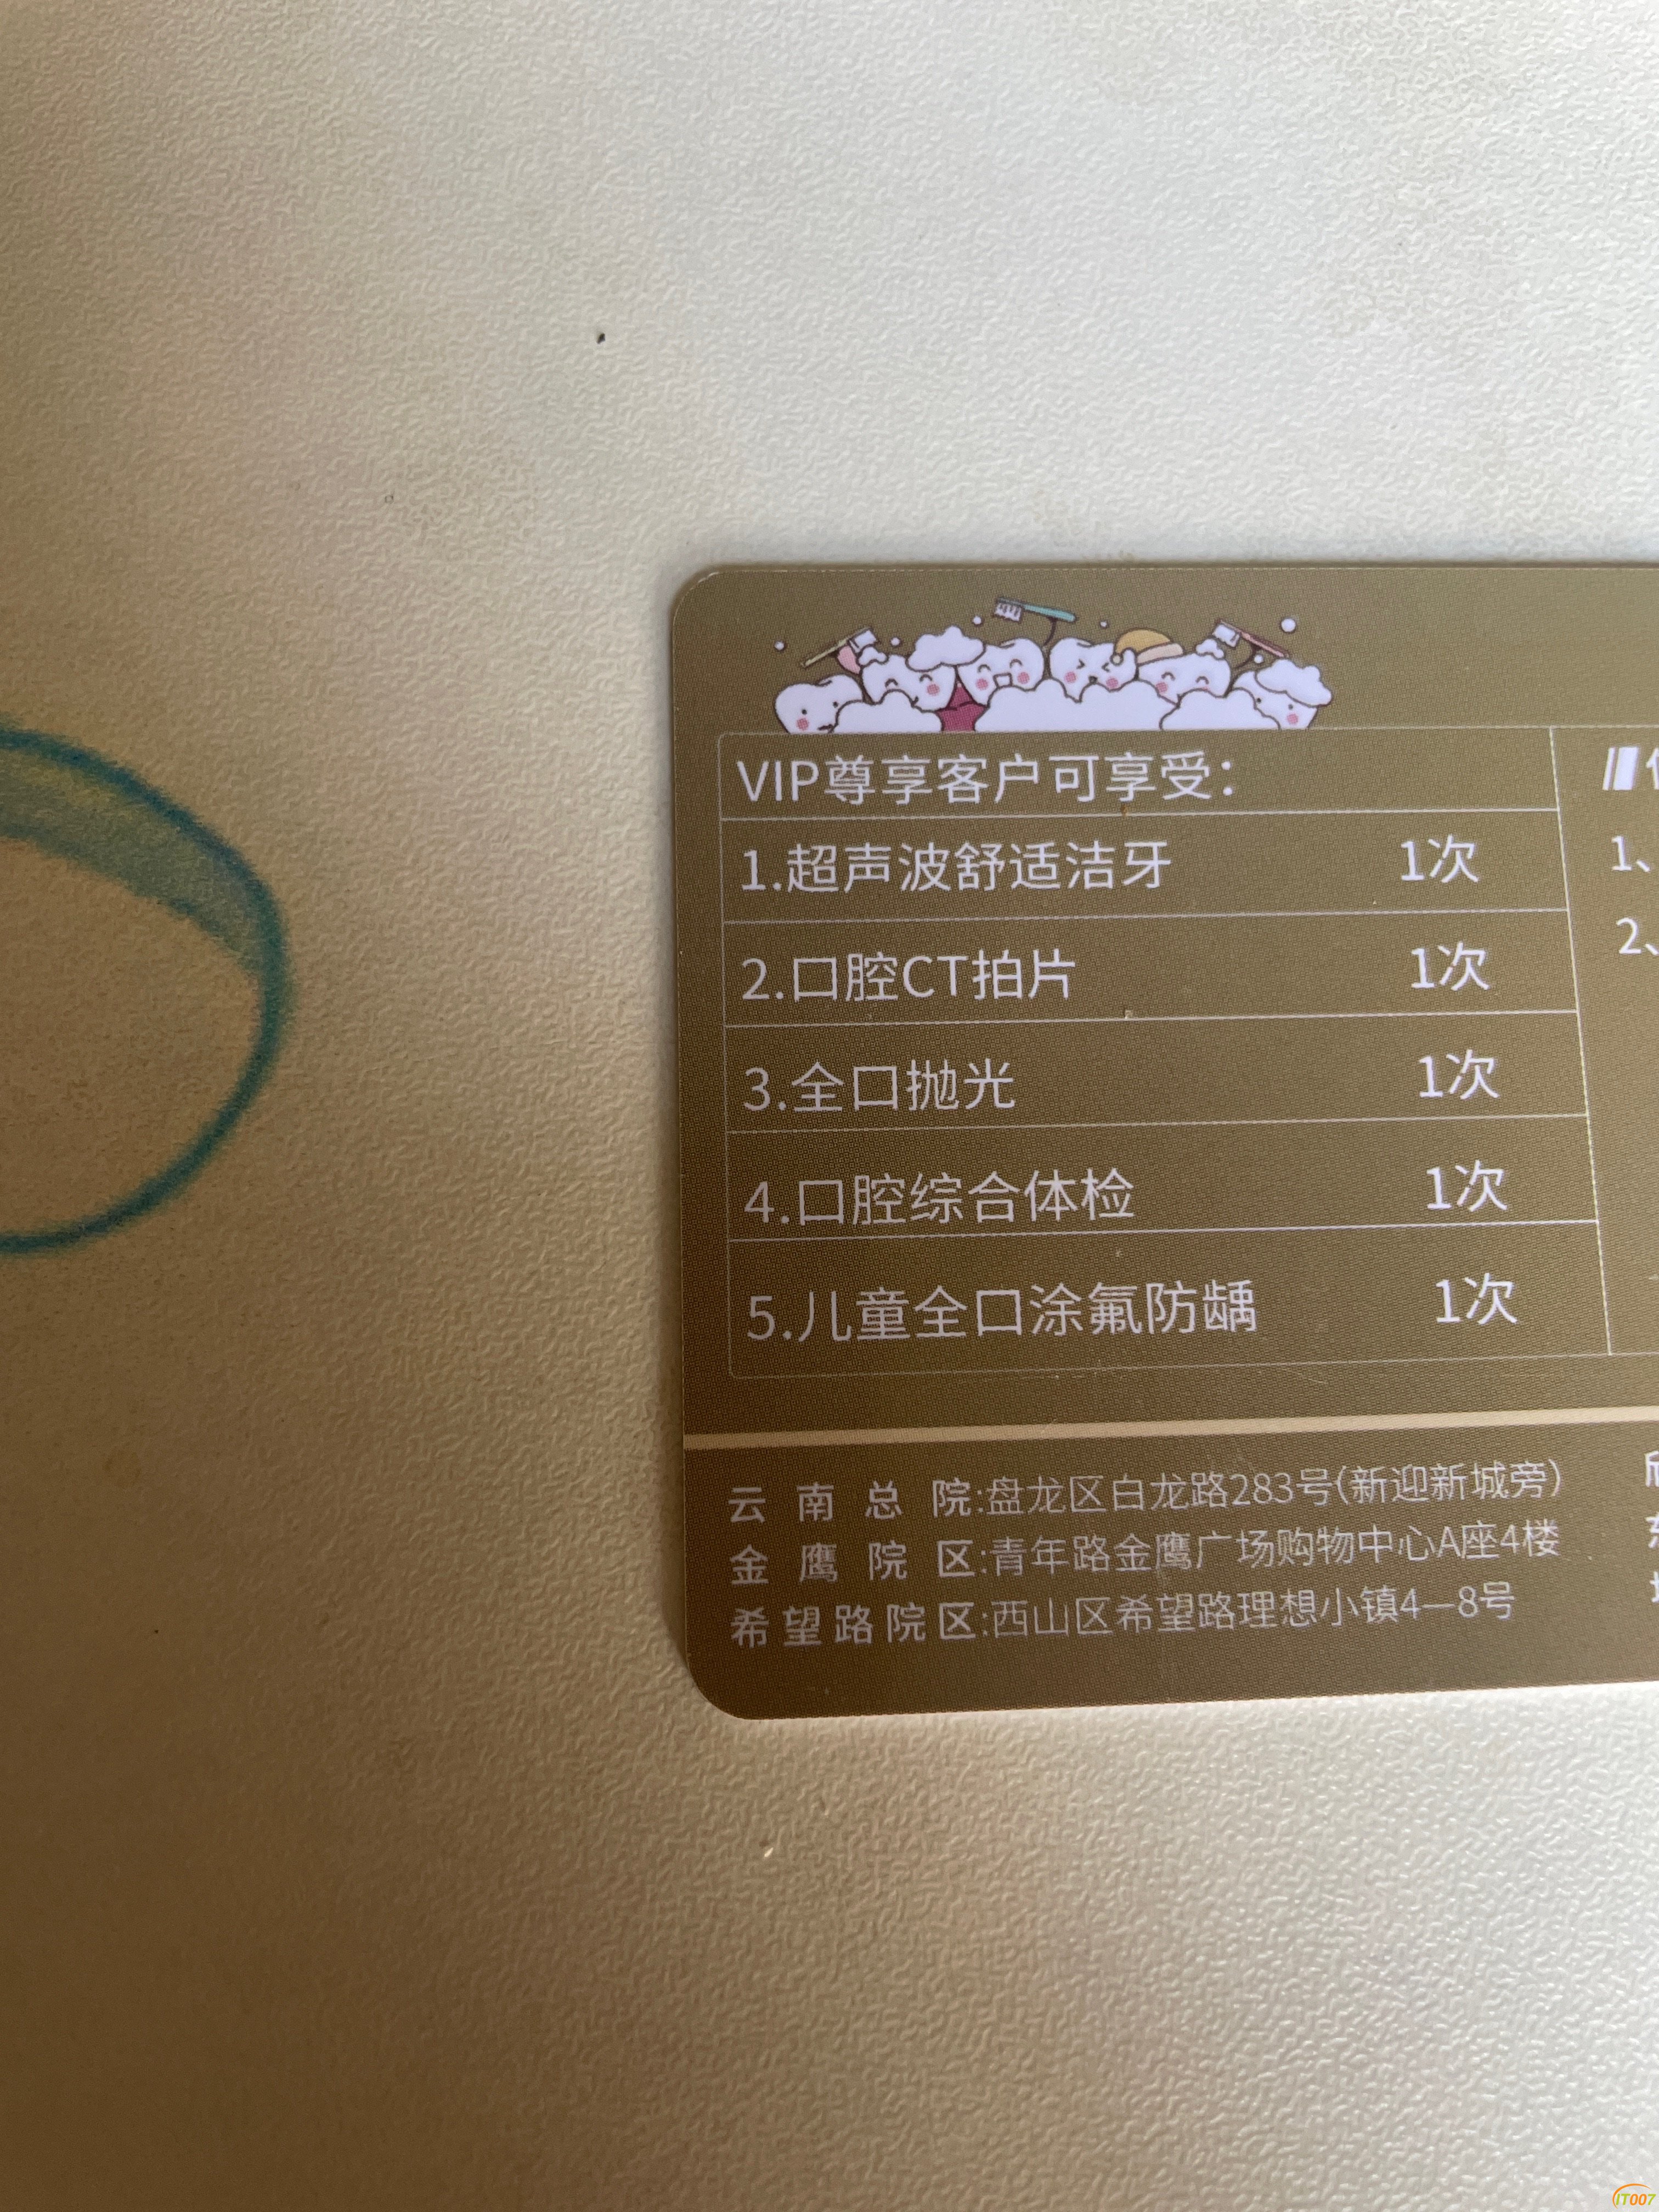 VIP尊享客户可享受:
1.超声波舒适洁牙 1次
2.口腔CT拍片 1次
3.全口抛光 1次
4.口腔综合体检 1次
5.儿童全口涂氟防龋 1次
1、
2、
云南总院:盘龙区白龙路283号(新迎新城旁)
金鹰院区:青年路金鹰广场购物中心A座4楼
希望路院区:西山区希望路理想小镇4—8号
IT007